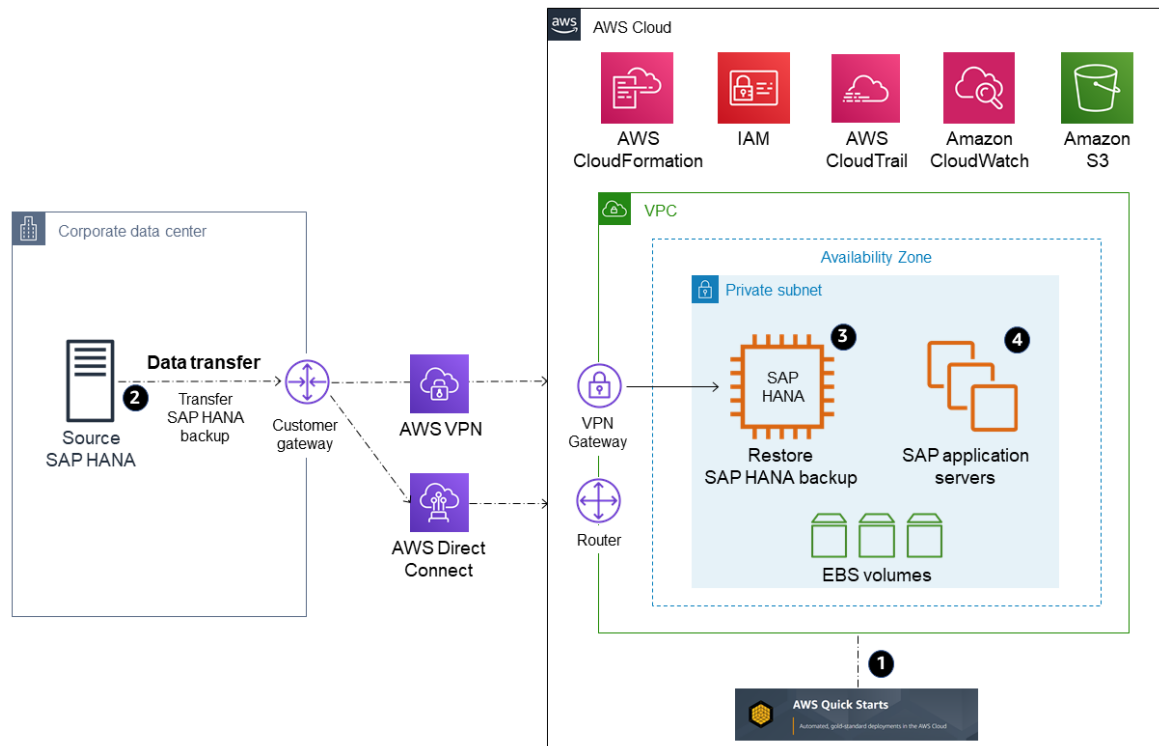 aws
AWS Cloud
AWS
CloudFormation
IAM
AWS
CloudTrail
Amazon
CloudWatch
Amazon
S3
VPC
Corporate data center
Availability Zone
Private subnet
3
4
SAP
HANA
Data transfer
2
Transfer
SAP HANA
backup
Source
SAP HANA
Customer
gateway
AWS VPN
VPN
Gateway
Restore
SAP HANA backup
SAP application
servers
AWS Direct
Connect
Router
EBS volumes
1
AWS Quick Starts
Automated, gold-standard deployments in the AWS Cloud